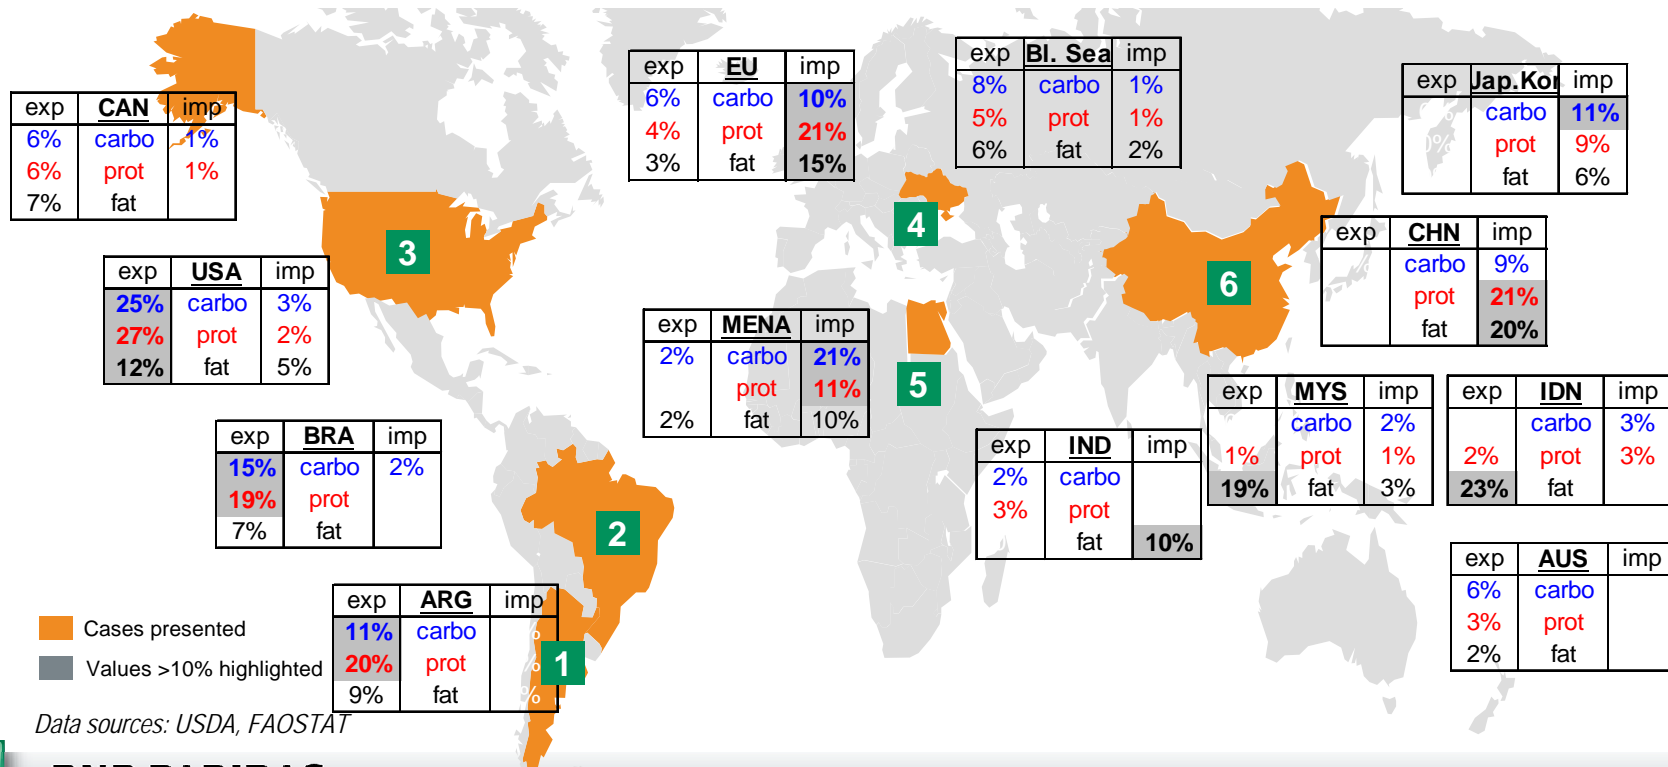 exp CAN imp
6% carbo 1%
6% prot 1%
7% fat
exp USA imp
25% carbo 3%
27% prot 2%
12% fat 5%
exp BRA imp
15% carbo 2%
19% prot
7% fat
exp ARG imp
11% carbo %
20% prot %
9% fat %
exp EU imp
6% carbo 10%
4% prot 21%
3% fat 15%
exp Bl. Sea imp
8% carbo 1%
5% prot 1%
6% fat 2%
exp Jap.Kor imp
carbo 11%
prot 9%
fat 6%
exp CHN imp
carbo 9%
prot 21%
fat 20%
exp MENA imp
2% carbo 21%
prot 11%
2% fat 10%
exp IND imp
2% carbo
3% prot
fat 10%
exp MYS imp
carbo 2%
1% prot 1%
19% fat 3%
exp IDN imp
carbo 3%
2% prot 3%
23% fat
exp AUS imp
6% carbo
3% prot
2% fat
3
4
6
5
2
1
Cases presented
Values >10% highlighted
Data sources: USDA, FAOSTAT
BNP PARIBAS